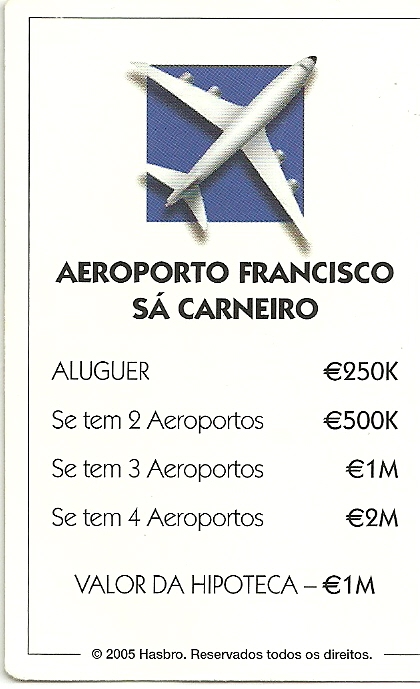 AEROPORTO FRANCISCO
SÁ CARNEIRO
ALUGUER €250K
Se tem 2 Aeroportos €500K
Se tem 3 Aeroportos €1M
Se tem 4 Aeroportos €2M
VALOR DA HIPOTECA – €1M
© 2005 Hasbro. Reservados todos os direitos.